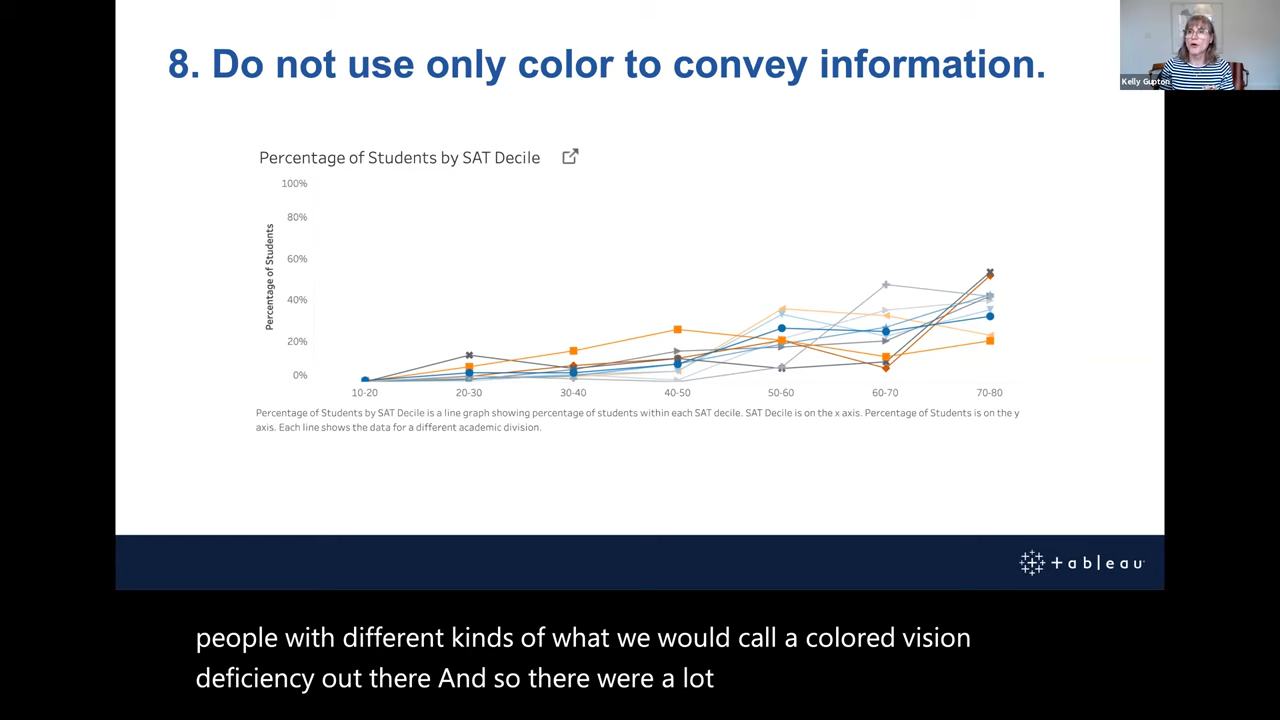 8. Do not use only color to convey information.
Kelly Gupton
Percentage of Students by SAT Decile
100%
80%
60%
40%
20%
0%
Percentage of Students
10-20 20-30 30-40 40-50 50-60 60-70 70-80
Percentage of Students by SAT Decile is a line graph showing percentage of students within each SAT decile. SAT Decile is on the x axis. Percentage of Students is on the y
axis. Each line shows the data for a different academic division.
tableau
people with different kinds of what we would call a colored vision
deficiency out there And so there were a lot